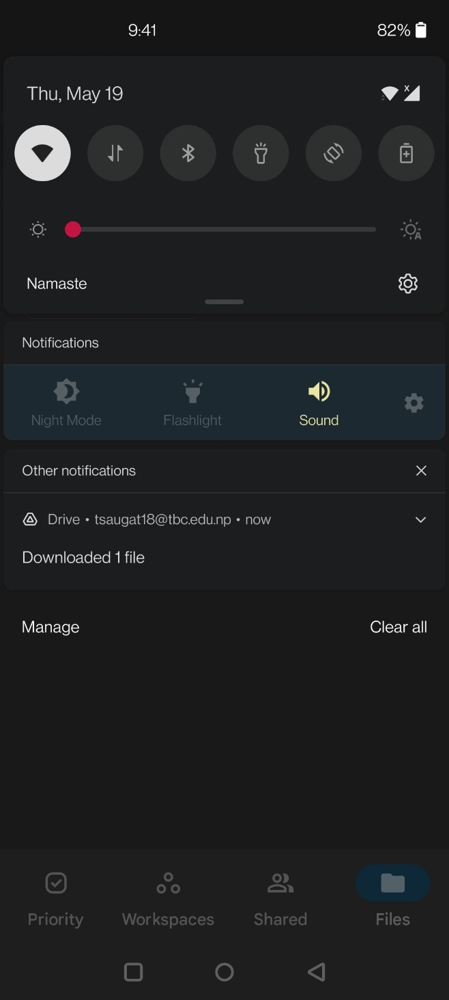 9:41 82%
Thu, May 19
Namaste
Notifications
Night Mode Flashlight Sound
Other notifications
Drive • tsaugat18@tbc.edu.np • now
Downloaded 1 file
Manage Clear all
Priority Workspaces Shared Files